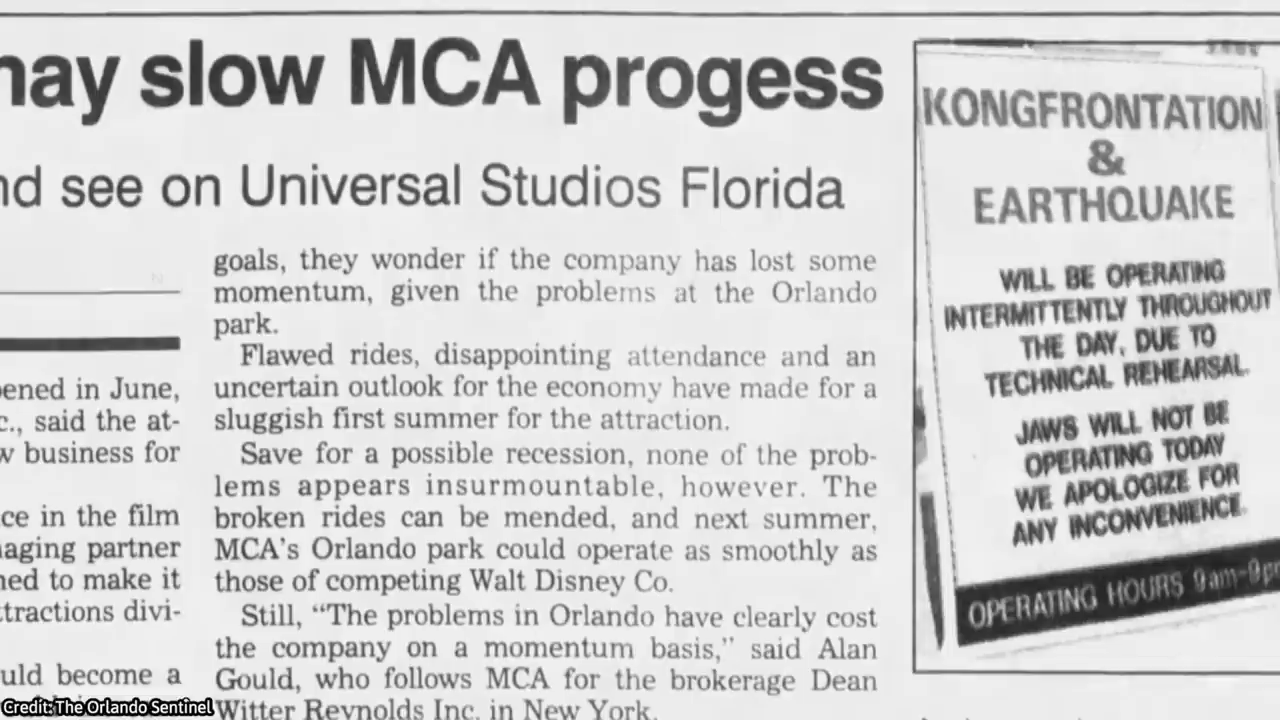 may slow MCA progess
nd see on Universal Studios Florida
pened in June,
c., said the at-
w business for
ce in the film
naging partner
ned to make it
ttractions divi-
uld become a
goals, they wonder if the company has lost some
momentum, given the problems at the Orlando
park.
Flawed rides, disappointing attendance and an
uncertain outlook for the economy have made for a
sluggish first summer for the attraction.
Save for a possible recession, none of the prob-
lems appears insurmountable, however. The
broken rides can be mended, and next summer,
MCA's Orlando park could operate as smoothly as
those of competing Walt Disney Co.
Still, “The problems in Orlando have clearly cost
the company on a momentum basis,” said Alan
Gould, who follows MCA for the brokerage Dean
Witter Reynolds Inc. in New York.
KONGFRONTATION
&
EARTHQUAKE
WILL BE OPERATING
INTERMITTENTLY THROUGHOUT
THE DAY, DUE TO
TECHNICAL REHEARSAL.
JAWS WILL NOT BE
OPERATING TODAY
WE APOLOGIZE FOR
ANY INCONVENIENCE.
OPERATING HOURS 9am-9p
Credit: The Orlando Sentinel